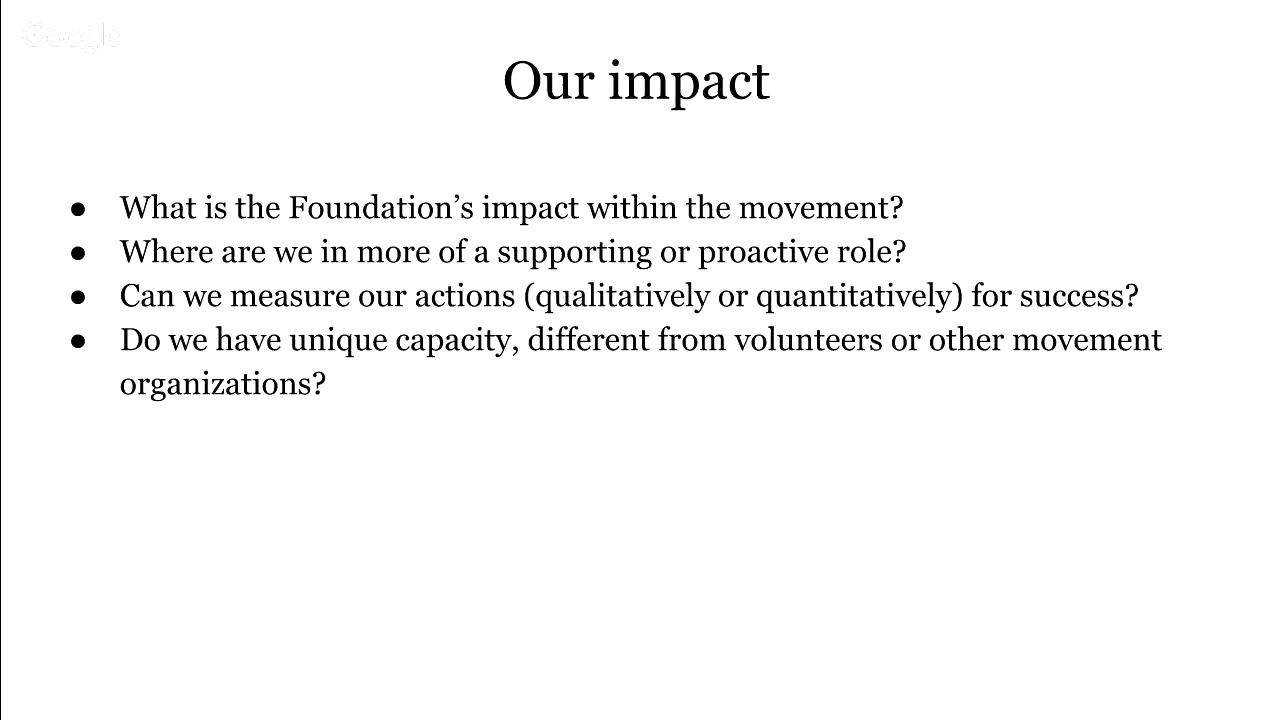 Google
Our impact
● What is the Foundation’s impact within the movement?
● Where are we in more of a supporting or proactive role?
● Can we measure our actions (qualitatively or quantitatively) for success?
● Do we have unique capacity, different from volunteers or other movement
organizations?